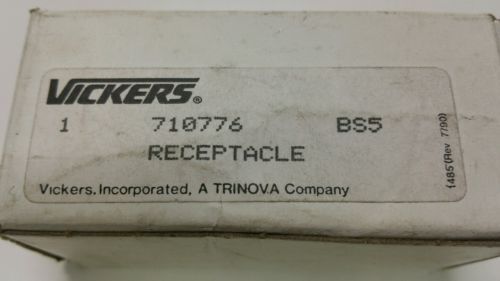 VICKERS®
1 710776 BS5
RECEPTACLE
Vickers, Incorporated, A TRINOVA Company
1485 (Rev 7/90)